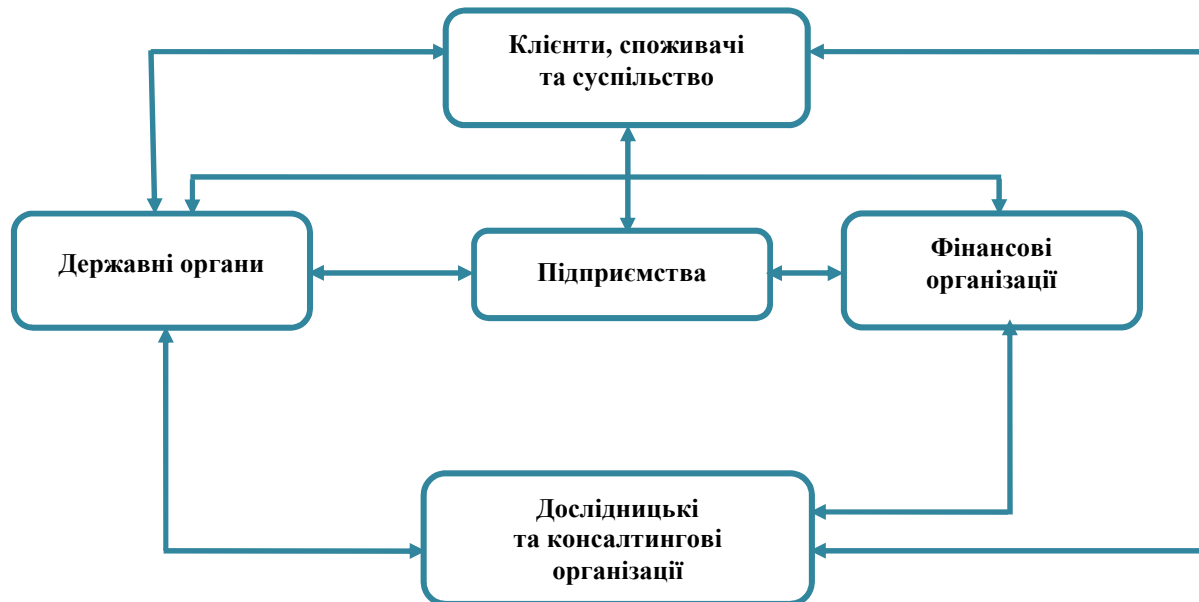 Клієнти, споживачі
та суспільство
Державні органи
Підприємства
Фінансові
організації
Дослідницькі
та консалтингові
організації